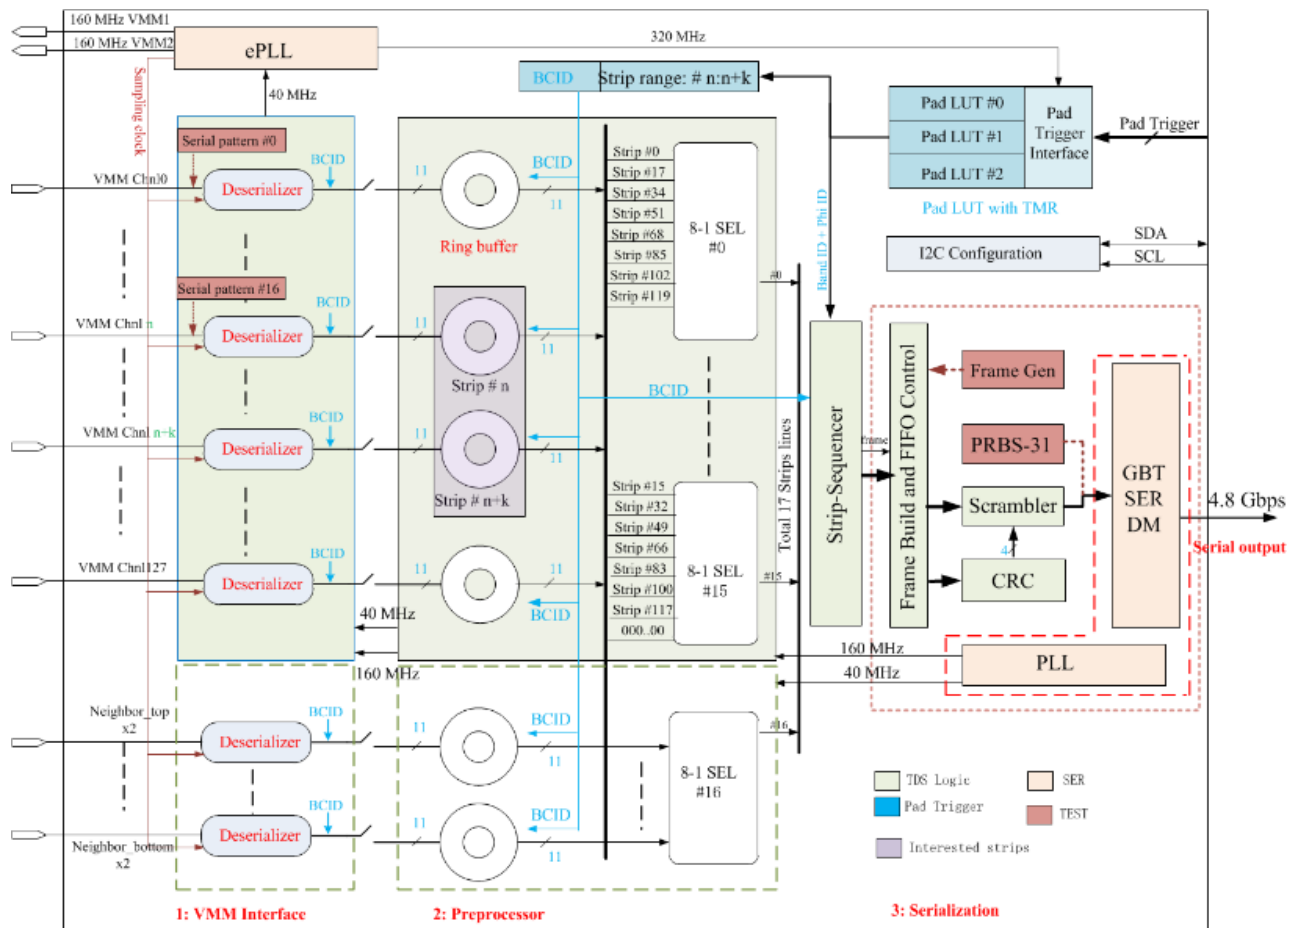 160 MHz VMM1
160 MHz VMM2
ePLL
320 MHz
Sampling clock
40 MHz
BCID
Strip range: # n:n+k
Pad LUT #0
Pad LUT #1
Pad LUT #2
Pad
Trigger
Interface
Pad Trigger
Pad LUT with TMR
I2C Configuration
SDA
SCL
Serial pattern #0
BCID
VMM Chnl0
Deserializer
11
BCID
11
Ring buffer
Strip #0
Strip #17
Strip #34
Strip #51
Strip #68
Strip #85
Strip #102
Strip #119
8-1 SEL
#0
#0
Band ID + Phi ID
Serial pattern #16
BCID
VMM Chnl n
Deserializer
11
BCID
11
Strip # n
BCID
VMM Chnl n+k
BCID
Deserializer
11
BCID
11
Strip # n+k
Strip #15
Strip #32
Strip #49
Strip #66
Strip #83
Strip #100
Strip #117
000..00
8-1 SEL
#15
#15
Total 17 Strips lines
BCID
VMM Chnl127
Deserializer
11
11
BCID
40 MHz
160 MHz
Strip-Sequencer
frame
Frame Build and FIFO Control
Frame Gen
PRBS-31
Scrambler
4
CRC
GBT
SER
DM
4.8 Gbps
Serial output
PLL
160 MHz
40 MHz
Neighbor_top
x2
BCID
Deserializer
11
BCID
11
8-1 SEL
#16
#16
Neighbor_bottom
x2
BCID
Deserializer
11
BCID
11
TDS Logic
SER
Pad Trigger
TEST
Interested strips
1: VMM Interface
2: Preprocessor
3: Serialization